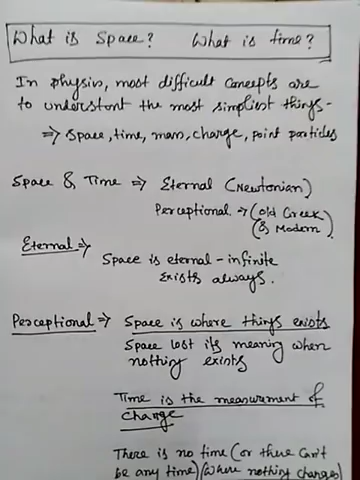 What is Space? What is time?
In physics, most difficult concepts are
to understant the most simpliest things -
⇒ Space, time, mass, charge, point particles
Space & Time ⇒ Eternal (Newtonian)
Perceptional ⇒ (Old Greek
& Modern)
Eternal ⇒
Space is eternal - infinite
exists always.
Perceptional ⇒ Space is where things exists
Space lost its meaning when
nothing exists
Time is the measurement of
change
There is no time (or there can't
be any time) (where nothing changes)